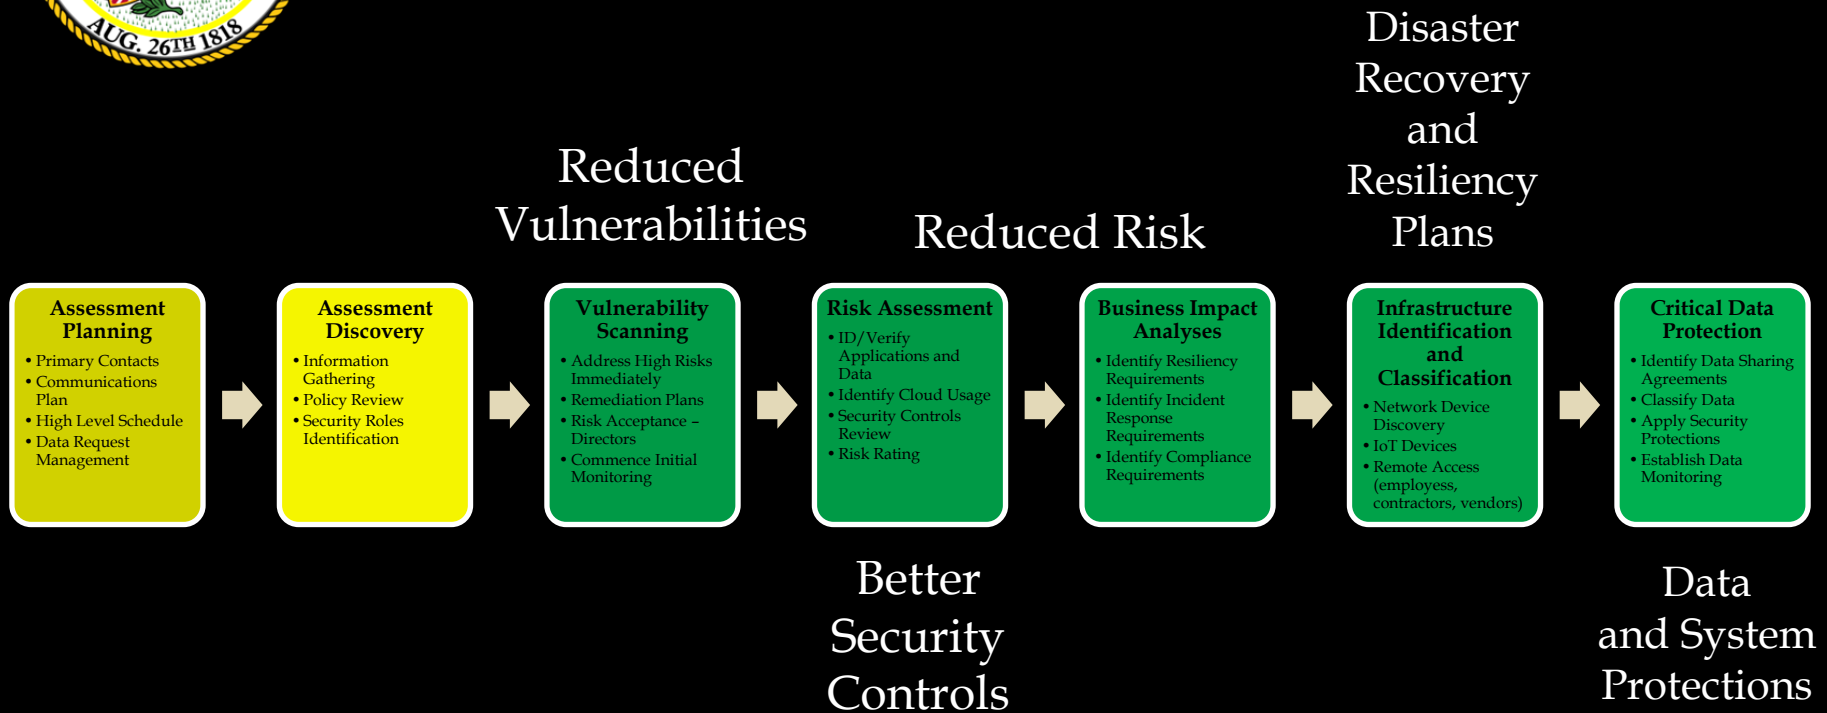 AUG. 26TH 1818
Disaster
Recovery
and
Resiliency
Plans
Reduced
Vulnerabilities
Reduced Risk
Assessment
Planning
• Primary Contacts
• Communications
Plan
• High Level Schedule
• Data Request
Management
Assessment
Discovery
• Information
Gathering
• Policy Review
• Security Roles
Identification
Vulnerability
Scanning
• Address High Risks
Immediately
• Remediation Plans
• Risk Acceptance –
Directors
• Commence Initial
Monitoring
Risk Assessment
• ID/Verify
Applications and
Data
• Identify Cloud Usage
• Security Controls
Review
• Risk Rating
Business Impact
Analyses
• Identify Resiliency
Requirements
• Identify Incident
Response
Requirements
• Identify Compliance
Requirements
Infrastructure
Identification
and
Classification
• Network Device
Discovery
• IoT Devices
• Remote Access
(employess,
contractors, vendors)
Critical Data
Protection
• Identify Data Sharing
Agreements
• Classify Data
• Apply Security
Protections
• Establish Data
Monitoring
Better
Security
Controls
Data
and System
Protections